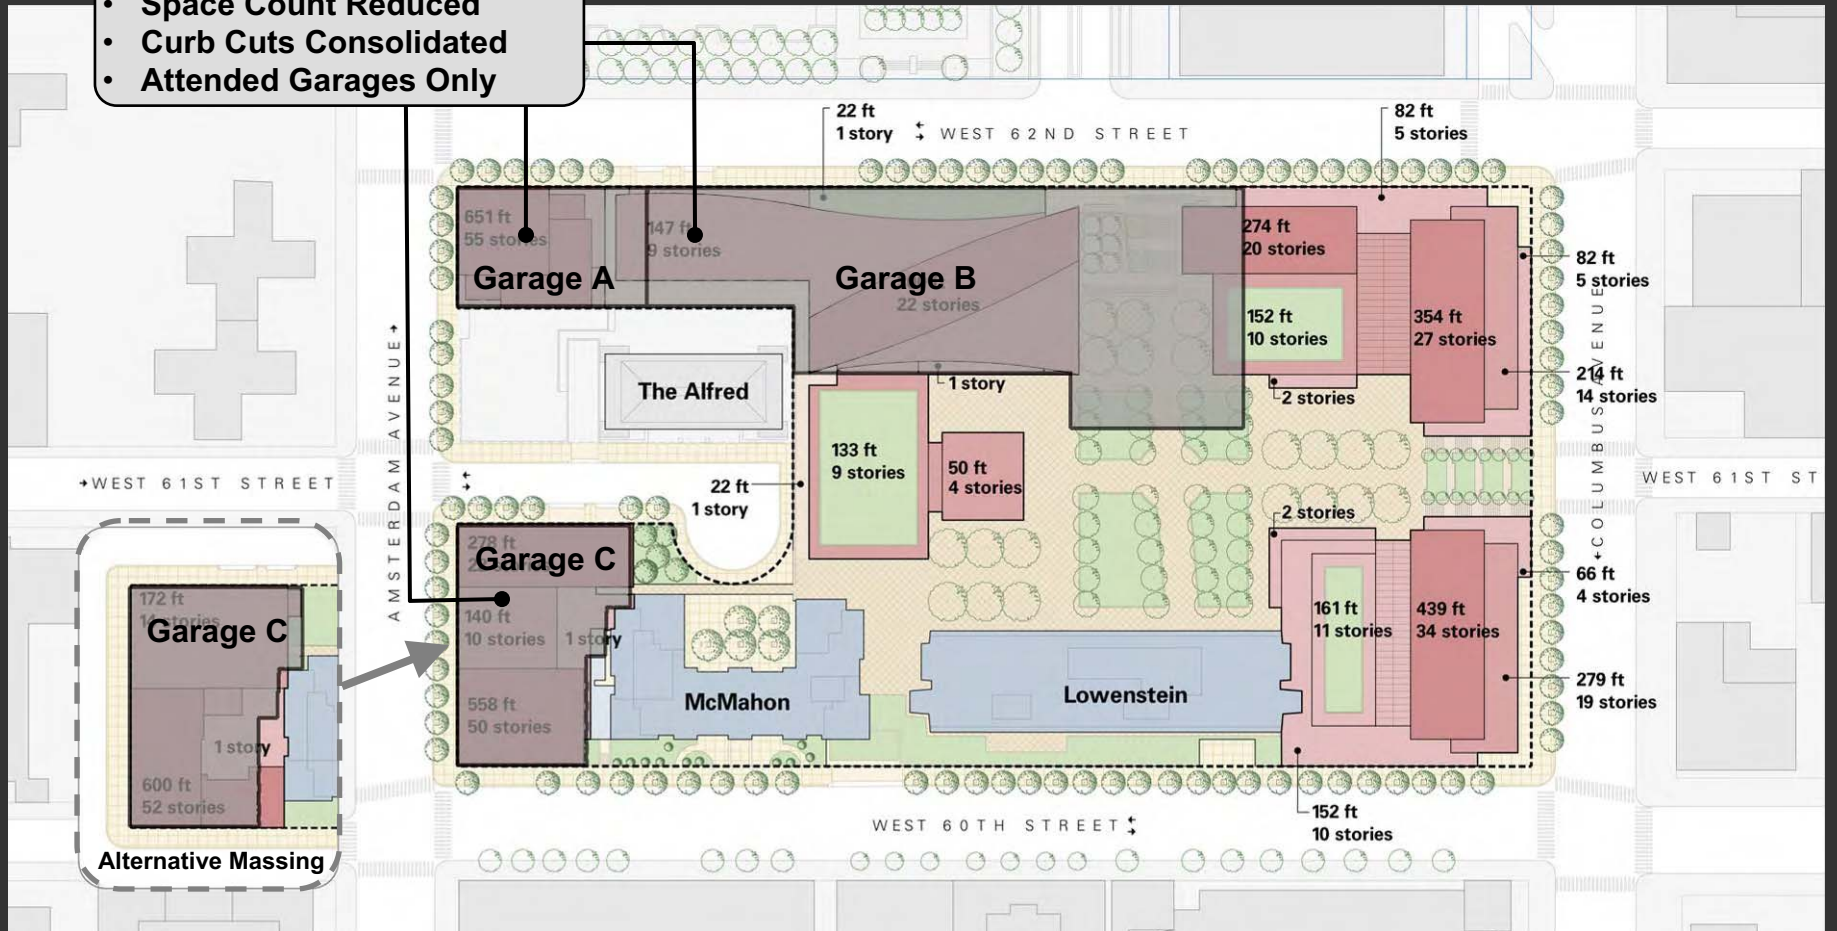 • Space Count Reduced
• Curb Cuts Consolidated
• Attended Garages Only
22 ft
1 story
WEST 62ND STREET
82 ft
5 stories
651 ft
55 stories
147 ft
9 stories
Garage A
Garage B
22 stories
274 ft
20 stories
82 ft
5 stories
152 ft
10 stories
354 ft
27 stories
214 ft
14 stories
The Alfred
1 story
2 stories
AMSTERDAM AVENUE
COLUMBUS AVENUE
133 ft
9 stories
50 ft
4 stories
WEST 61ST STREET
22 ft
1 story
WEST 61ST ST
2 stories
278 ft
Garage C
140 ft
10 stories
1 story
66 ft
4 stories
161 ft
11 stories
439 ft
34 stories
172 ft
Garage C
558 ft
50 stories
McMahon
Lowenstein
279 ft
19 stories
1 story
600 ft
52 stories
Alternative Massing
WEST 60TH STREET
152 ft
10 stories